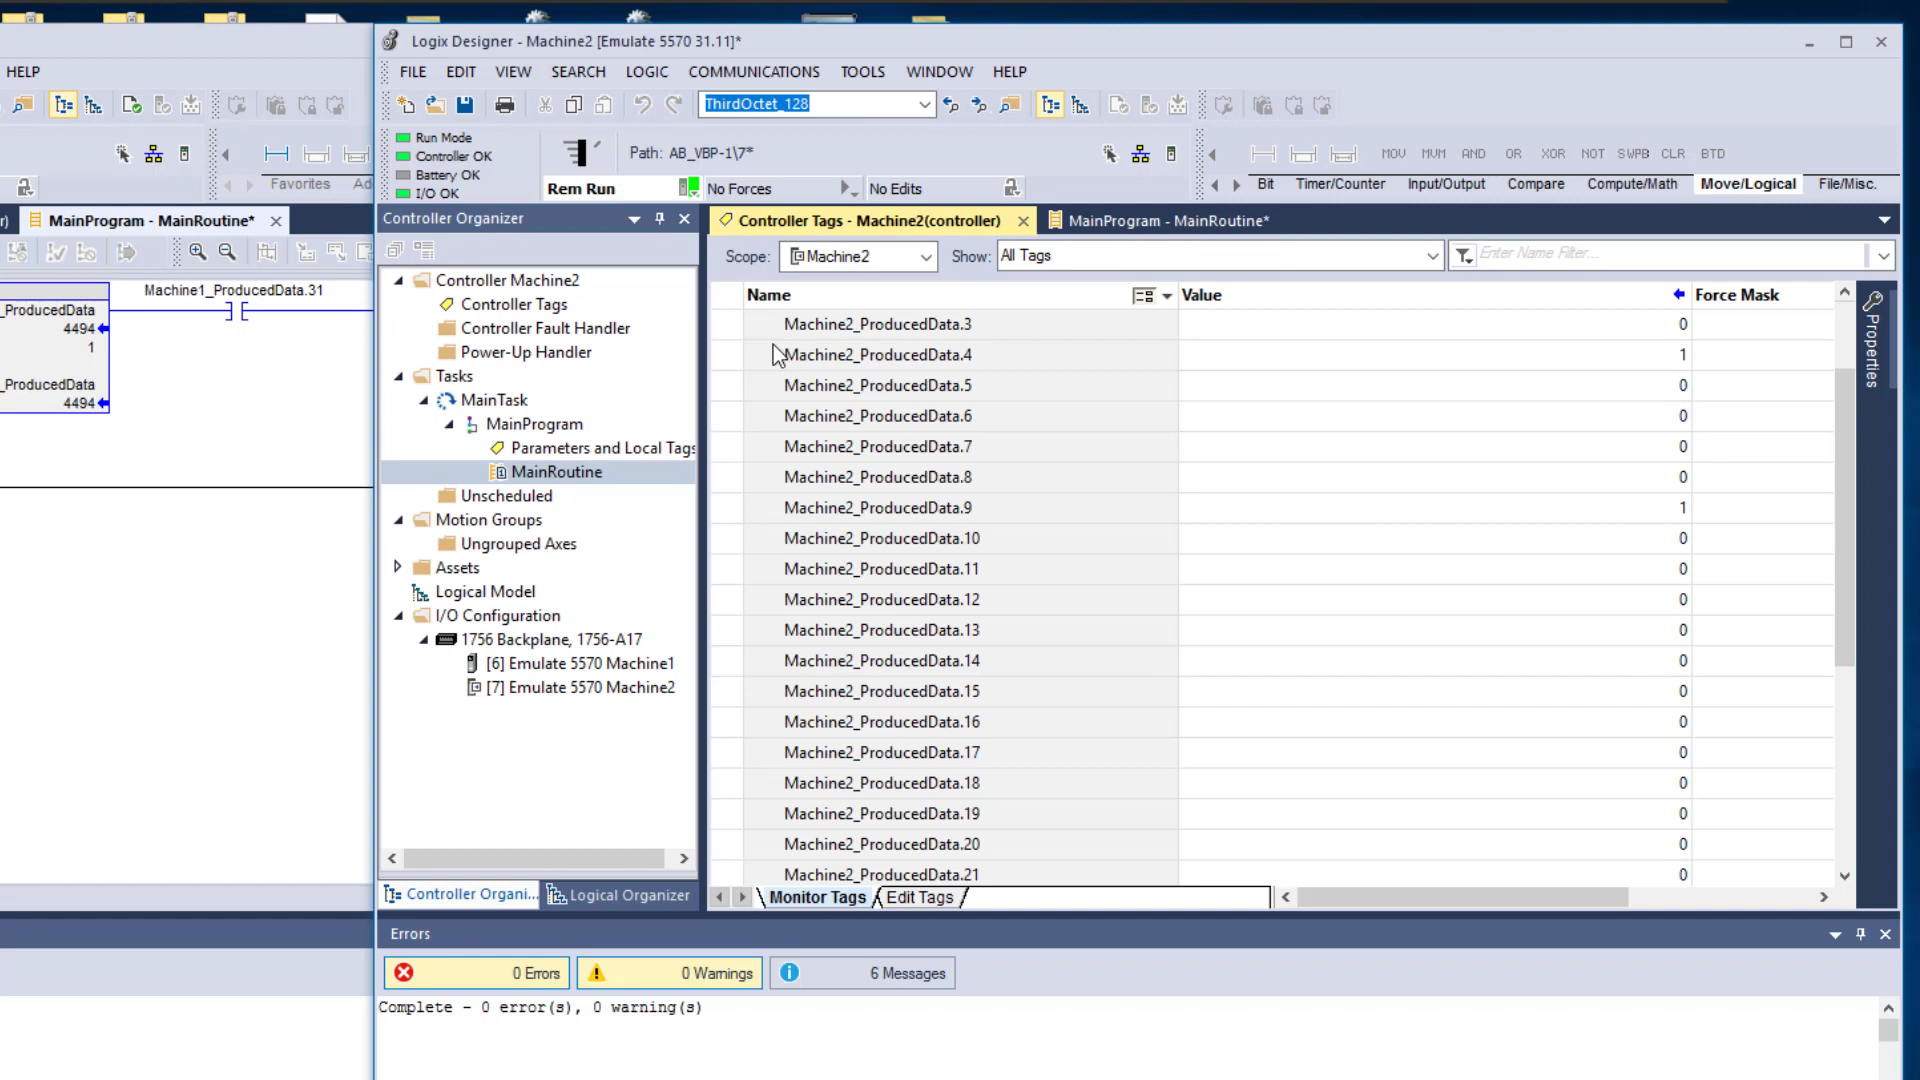 Logix Designer - Machine2 [Emulate 5570 31.11]*
HELP
FILE EDIT VIEW SEARCH LOGIC COMMUNICATIONS TOOLS WINDOW HELP
ThirdOctet_128
Run Mode
Controller OK
Battery OK
I/O OK
Path: AB_VBP-1\7*
Rem Run
No Forces
No Edits
MOV MVM AND OR XOR NOT SWPB CLR BTD
Favorites
Bit Timer/Counter Input/Output Compare Compute/Math Move/Logical File/Misc.
MainProgram - MainRoutine*
Controller Organizer
Controller Tags - Machine2(controller)
MainProgram - MainRoutine*
Scope: Machine2
Show: All Tags
Enter Name Filter...
Machine1_ProducedData.31
_ProducedData
4494
1
_ProducedData
4494
Controller Machine2
Controller Tags
Controller Fault Handler
Power-Up Handler
Tasks
MainTask
MainProgram
Parameters and Local Tags
MainRoutine
Unscheduled
Motion Groups
Ungrouped Axes
Assets
Logical Model
I/O Configuration
1756 Backplane, 1756-A17
[6] Emulate 5570 Machine1
[7] Emulate 5570 Machine2
Controller Organi...
Logical Organizer
Name Value Force Mask
Machine2_ProducedData.3 0
Machine2_ProducedData.4 1
Machine2_ProducedData.5 0
Machine2_ProducedData.6 0
Machine2_ProducedData.7 0
Machine2_ProducedData.8 0
Machine2_ProducedData.9 1
Machine2_ProducedData.10 0
Machine2_ProducedData.11 0
Machine2_ProducedData.12 0
Machine2_ProducedData.13 0
Machine2_ProducedData.14 0
Machine2_ProducedData.15 0
Machine2_ProducedData.16 0
Machine2_ProducedData.17 0
Machine2_ProducedData.18 0
Machine2_ProducedData.19 0
Machine2_ProducedData.20 0
Machine2_ProducedData.21 0
Properties
Monitor Tags
Edit Tags
Errors
0 Errors
0 Warnings
6 Messages
Complete - 0 error(s), 0 warning(s)